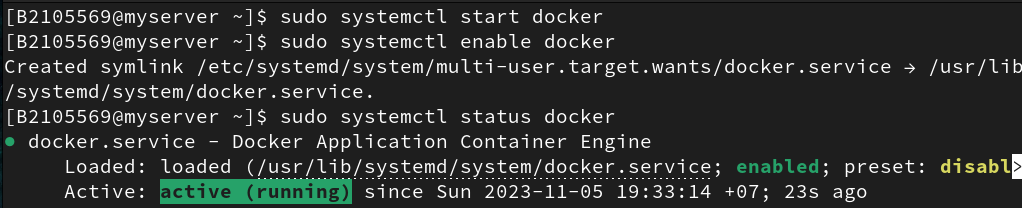 [B2105569@myserver ~]$ sudo systemctl start docker
[B2105569@myserver ~]$ sudo systemctl enable docker
Created symlink /etc/systemd/system/multi-user.target.wants/docker.service → /usr/lib
/systemd/system/docker.service.
[B2105569@myserver ~]$ sudo systemctl status docker
● docker.service - Docker Application Container Engine
     Loaded: loaded (/usr/lib/systemd/system/docker.service; enabled; preset: disabl>
     Active: active (running) since Sun 2023-11-05 19:33:14 +07; 23s ago